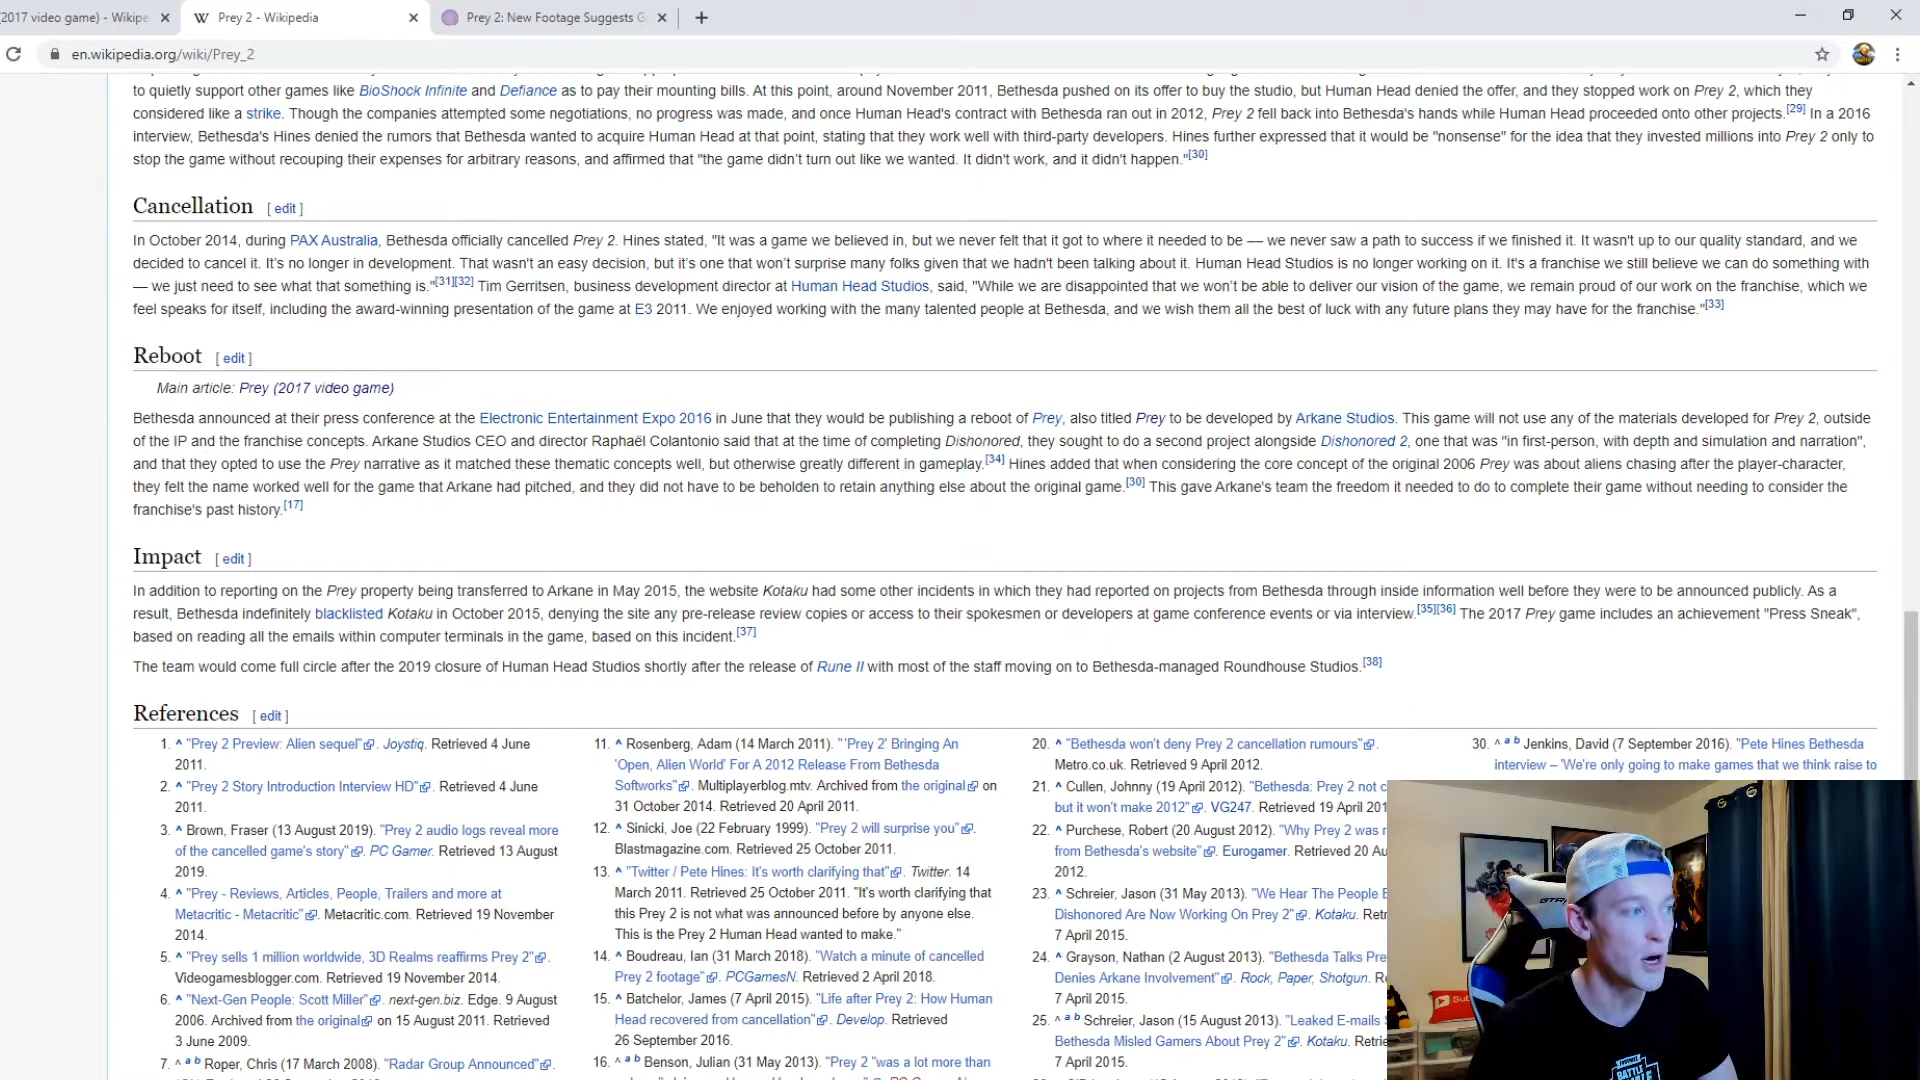 (2017 video game) - Wikipe
Prey 2 - Wikipedia
Prey 2: New Footage Suggests G
en.wikipedia.org/wiki/Prey_2
to quietly support other games like BioShock Infinite and Defiance as to pay their mounting bills. At this point, around November 2011, Bethesda pushed on its offer to buy the studio, but Human Head denied the offer, and they stopped work on Prey 2, which they
considered like a strike. Though the companies attempted some negotiations, no progress was made, and once Human Head's contract with Bethesda ran out in 2012, Prey 2 fell back into Bethesda's hands while Human Head proceeded onto other projects.[29] In a 2016
interview, Bethesda's Hines denied the rumors that Bethesda wanted to acquire Human Head at that point, stating that they work well with third-party developers. Hines further expressed that it would be "nonsense" for the idea that they invested millions into Prey 2 only to
stop the game without recouping their expenses for arbitrary reasons, and affirmed that "the game didn't turn out like we wanted. It didn't work, and it didn't happen."[30]
Cancellation [ edit ]
In October 2014, during PAX Australia, Bethesda officially cancelled Prey 2. Hines stated, "It was a game we believed in, but we never felt that it got to where it needed to be — we never saw a path to success if we finished it. It wasn't up to our quality standard, and we
decided to cancel it. It's no longer in development. That wasn't an easy decision, but it's one that won't surprise many folks given that we hadn't been talking about it. Human Head Studios is no longer working on it. It's a franchise we still believe we can do something with
— we just need to see what that something is."[31][32] Tim Gerritsen, business development director at Human Head Studios, said, "While we are disappointed that we won't be able to deliver our vision of the game, we remain proud of our work on the franchise, which we
feel speaks for itself, including the award-winning presentation of the game at E3 2011. We enjoyed working with the many talented people at Bethesda, and we wish them all the best of luck with any future plans they may have for the franchise."[33]
Reboot [ edit ]
Main article: Prey (2017 video game)
Bethesda announced at their press conference at the Electronic Entertainment Expo 2016 in June that they would be publishing a reboot of Prey, also titled Prey to be developed by Arkane Studios. This game will not use any of the materials developed for Prey 2, outside
of the IP and the franchise concepts. Arkane Studios CEO and director Raphaël Colantonio said that at the time of completing Dishonored, they sought to do a second project alongside Dishonored 2, one that was "in first-person, with depth and simulation and narration",
and that they opted to use the Prey narrative as it matched these thematic concepts well, but otherwise greatly different in gameplay.[34] Hines added that when considering the core concept of the original 2006 Prey was about aliens chasing after the player-character,
they felt the name worked well for the game that Arkane had pitched, and they did not have to be beholden to retain anything else about the original game.[30] This gave Arkane's team the freedom it needed to do to complete their game without needing to consider the
franchise's past history.[17]
Impact [ edit ]
In addition to reporting on the Prey property being transferred to Arkane in May 2015, the website Kotaku had some other incidents in which they had reported on projects from Bethesda through inside information well before they were to be announced publicly. As a
result, Bethesda indefinitely blacklisted Kotaku in October 2015, denying the site any pre-release review copies or access to their spokesmen or developers at game conference events or via interview.[35][36] The 2017 Prey game includes an achievement "Press Sneak",
based on reading all the emails within computer terminals in the game, based on this incident.[37]
The team would come full circle after the 2019 closure of Human Head Studios shortly after the release of Rune II with most of the staff moving on to Bethesda-managed Roundhouse Studios.[38]
References [ edit ]
1. ^ "Prey 2 Preview: Alien sequel". Joystiq. Retrieved 4 June
2011.
2. ^ "Prey 2 Story Introduction Interview HD". Retrieved 4 June
2011.
3. ^ Brown, Fraser (13 August 2019). "Prey 2 audio logs reveal more
of the cancelled game's story". PC Gamer. Retrieved 13 August
2019.
4. ^ "Prey - Reviews, Articles, People, Trailers and more at
Metacritic - Metacritic". Metacritic.com. Retrieved 19 November
2014.
5. ^ "Prey sells 1 million worldwide, 3D Realms reaffirms Prey 2".
Videogamesblogger.com. Retrieved 19 November 2014.
6. ^ "Next-Gen People: Scott Miller". next-gen.biz. Edge. 9 August
2006. Archived from the original on 15 August 2011. Retrieved
3 June 2009.
7. ^ a b Roper, Chris (17 March 2008). "Radar Group Announced".
11. ^ Rosenberg, Adam (14 March 2011). "'Prey 2' Bringing An
'Open, Alien World' For A 2012 Release From Bethesda
Softworks". Multiplayerblog.mtv. Archived from the original on
31 October 2014. Retrieved 20 April 2011.
12. ^ Sinicki, Joe (22 February 1999). "Prey 2 will surprise you".
Blastmagazine.com. Retrieved 25 October 2011.
13. ^ "Twitter / Pete Hines: It's worth clarifying that". Twitter. 14
March 2011. Retrieved 25 October 2011. "It's worth clarifying that
this Prey 2 is not what was announced before by anyone else.
This is the Prey 2 Human Head wanted to make."
14. ^ Boudreau, Ian (31 March 2018). "Watch a minute of cancelled
Prey 2 footage". PCGamesN. Retrieved 2 April 2018.
15. ^ Batchelor, James (7 April 2015). "Life after Prey 2: How Human
Head recovered from cancellation". Develop. Retrieved
26 September 2016.
16. ^ a b Benson, Julian (31 May 2013). "Prey 2 "was a lot more than
20. ^ "Bethesda won't deny Prey 2 cancellation rumours".
Metro.co.uk. Retrieved 9 April 2012.
21. ^ Cullen, Johnny (19 April 2012). "Bethesda: Prey 2 not c
but it won't make 2012". VG247. Retrieved 19 April 201
22. ^ Purchese, Robert (20 August 2012). "Why Prey 2 was r
from Bethesda's website". Eurogamer. Retrieved 20 Au
2012.
23. ^ Schreier, Jason (31 May 2013). "We Hear The People B
Dishonored Are Now Working On Prey 2". Kotaku. Retr
7 April 2015.
24. ^ Grayson, Nathan (2 August 2013). "Bethesda Talks Pre
Denies Arkane Involvement". Rock, Paper, Shotgun. R
7 April 2015.
25. ^ a b Schreier, Jason (15 August 2013). "Leaked E-mails S
Bethesda Misled Gamers About Prey 2". Kotaku. Retrie
7 April 2015.
30. ^ a b Jenkins, David (7 September 2016). "Pete Hines Bethesda
interview – 'We're only going to make games that we think raise to